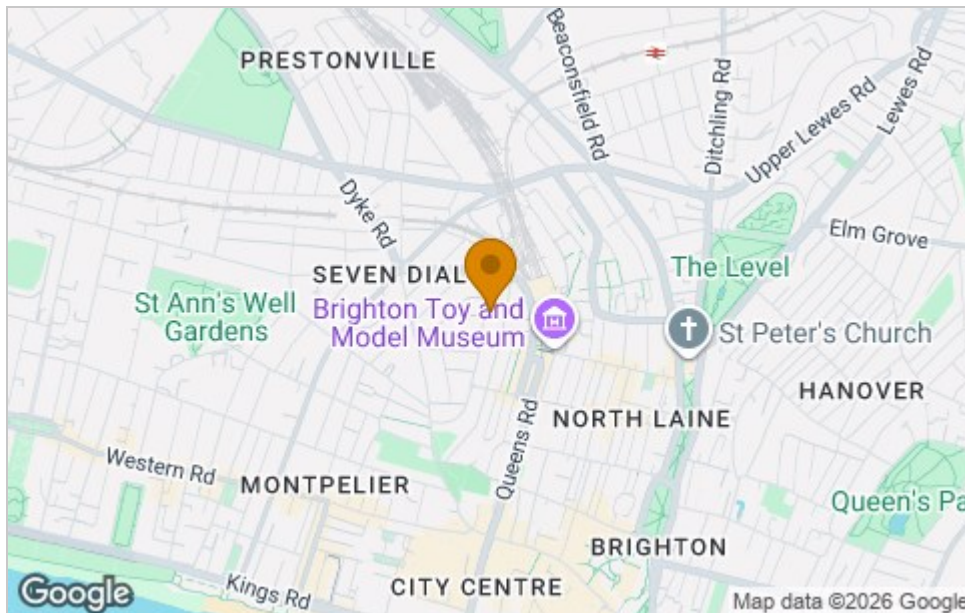 PRESTONVILLE
Beaconsfield Rd
Ditchling Rd
Upper Lewes Rd
Lewes Rd
Dyke Rd
Elm Grove
SEVEN DIAL
The Level
St Ann's Well
Gardens
Brighton Toy and
Model Museum
St Peter's Church
HANOVER
NORTH LAINE
Queens Rd
Western Rd
MONTPELIER
Queen's Pa
BRIGHTON
Kings Rd
CITY CENTRE
Google
Map data ©2026 Google